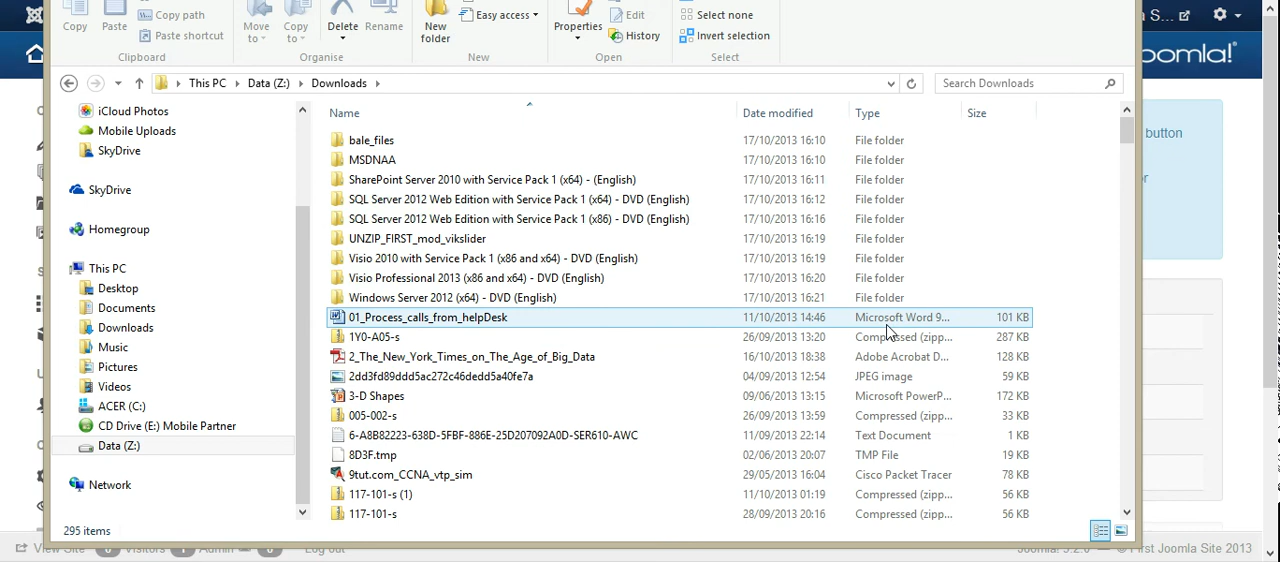 Copy Paste Copy path Paste shortcut Move to Copy to Delete Rename New folder Easy access Properties Edit History Select none Invert selection S...
Clipboard Organise New Open Select
This PC Data (Z:) Downloads Search Downloads
Joomla!
iCloud Photos
Mobile Uploads
SkyDrive
SkyDrive
Homegroup
This PC
Desktop
Documents
Downloads
Music
Pictures
Videos
ACER (C:)
CD Drive (E:) Mobile Partner
Data (Z:)
Network
Name Date modified Type Size
bale_files 17/10/2013 16:10 File folder
MSDNAA 17/10/2013 16:10 File folder
SharePoint Server 2010 with Service Pack 1 (x64) - (English) 17/10/2013 16:11 File folder
SQL Server 2012 Web Edition with Service Pack 1 (x64) - DVD (English) 17/10/2013 16:12 File folder
SQL Server 2012 Web Edition with Service Pack 1 (x86) - DVD (English) 17/10/2013 16:16 File folder
UNZIP_FIRST_mod_vikslider 17/10/2013 16:19 File folder
Visio 2010 with Service Pack 1 (x86 and x64) - DVD (English) 17/10/2013 16:19 File folder
Visio Professional 2013 (x86 and x64) - DVD (English) 17/10/2013 16:20 File folder
Windows Server 2012 (x64) - DVD (English) 17/10/2013 16:21 File folder
01_Process_calls_from_helpDesk 11/10/2013 14:46 Microsoft Word 9... 101 KB
1Y0-A05-s 26/09/2013 13:20 Compressed (zipp... 287 KB
2_The_New_York_Times_on_The_Age_of_Big_Data 16/10/2013 18:38 Adobe Acrobat D... 128 KB
2dd3fd89ddd5ac272c46dedd5a40fe7a 04/09/2013 12:54 JPEG image 59 KB
3-D Shapes 09/06/2013 13:15 Microsoft PowerP... 172 KB
005-002-s 26/09/2013 13:59 Compressed (zipp... 33 KB
6-A8B82223-638D-5FBF-886E-25D207092A0D-SER610-AWC 11/09/2013 22:14 Text Document 1 KB
8D3F.tmp 02/06/2013 20:07 TMP File 19 KB
9tut.com_CCNA_vtp_sim 29/05/2013 16:04 Cisco Packet Tracer 78 KB
117-101-s (1) 11/10/2013 01:19 Compressed (zipp... 56 KB
117-101-s 28/09/2013 20:16 Compressed (zipp... 56 KB
button
295 items
View Site 0 Visitors 1 Admin 0 Log out Joomla! 3.2.0 — © First Joomla Site 2013